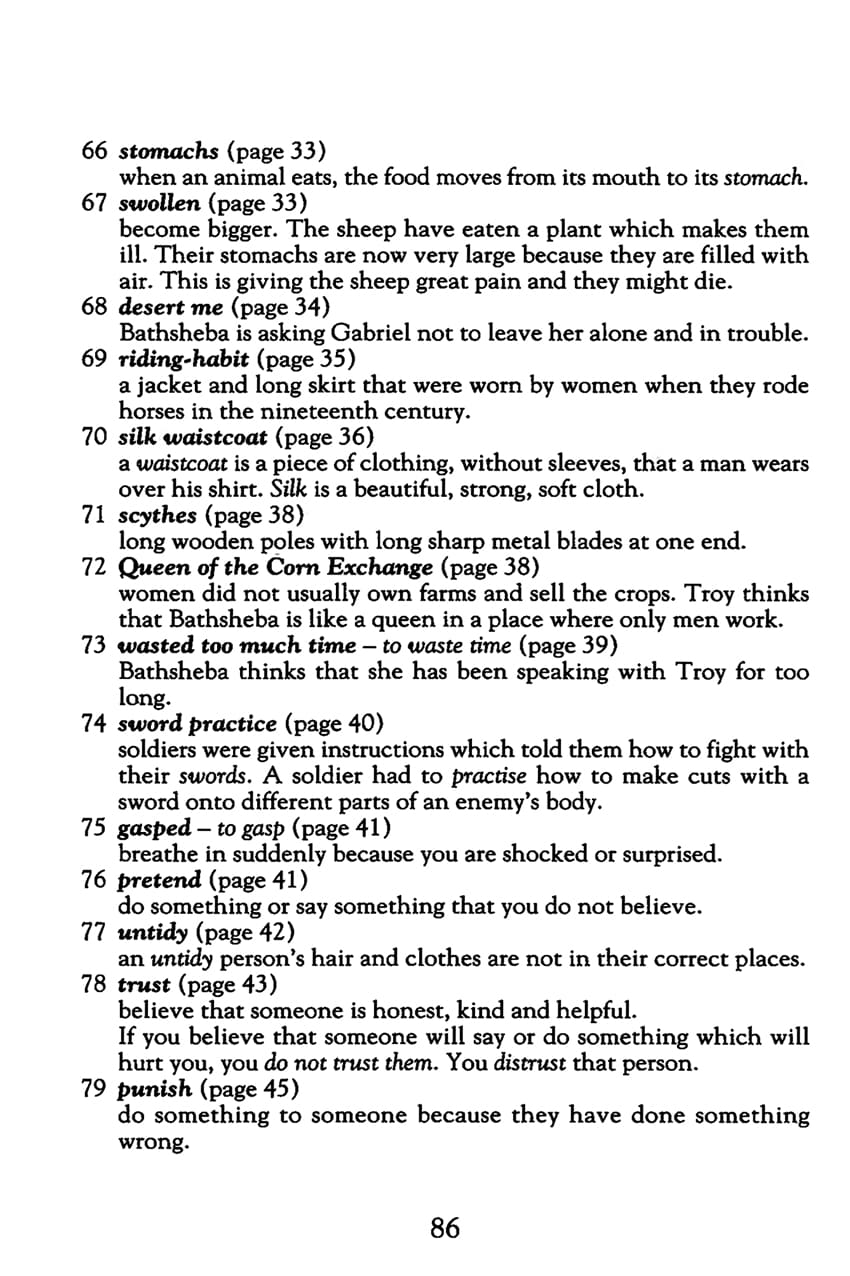 66 stomachs (page 33)
when an animal eats, the food moves from its mouth to its stomach.
67 swollen (page 33)
become bigger. The sheep have eaten a plant which makes them
ill. Their stomachs are now very large because they are filled with
air. This is giving the sheep great pain and they might die.
68 desert me (page 34)
Bathsheba is asking Gabriel not to leave her alone and in trouble.
69 riding-habit (page 35)
a jacket and long skirt that were worn by women when they rode
horses in the nineteenth century.
70 silk waistcoat (page 36)
a waistcoat is a piece of clothing, without sleeves, that a man wears
over his shirt. Silk is a beautiful, strong, soft cloth.
71 scythes (page 38)
long wooden poles with long sharp metal blades at one end.
72 Queen of the Corn Exchange (page 38)
women did not usually own farms and sell the crops. Troy thinks
that Bathsheba is like a queen in a place where only men work.
73 wasted too much time – to waste time (page 39)
Bathsheba thinks that she has been speaking with Troy for too
long.
74 sword practice (page 40)
soldiers were given instructions which told them how to fight with
their swords. A soldier had to practise how to make cuts with a
sword onto different parts of an enemy's body.
75 gasped – to gasp (page 41)
breathe in suddenly because you are shocked or surprised.
76 pretend (page 41)
do something or say something that you do not believe.
77 untidy (page 42)
an untidy person's hair and clothes are not in their correct places.
78 trust (page 43)
believe that someone is honest, kind and helpful.
If you believe that someone will say or do something which will
hurt you, you do not trust them. You distrust that person.
79 punish (page 45)
do something to someone because they have done something
wrong.
86